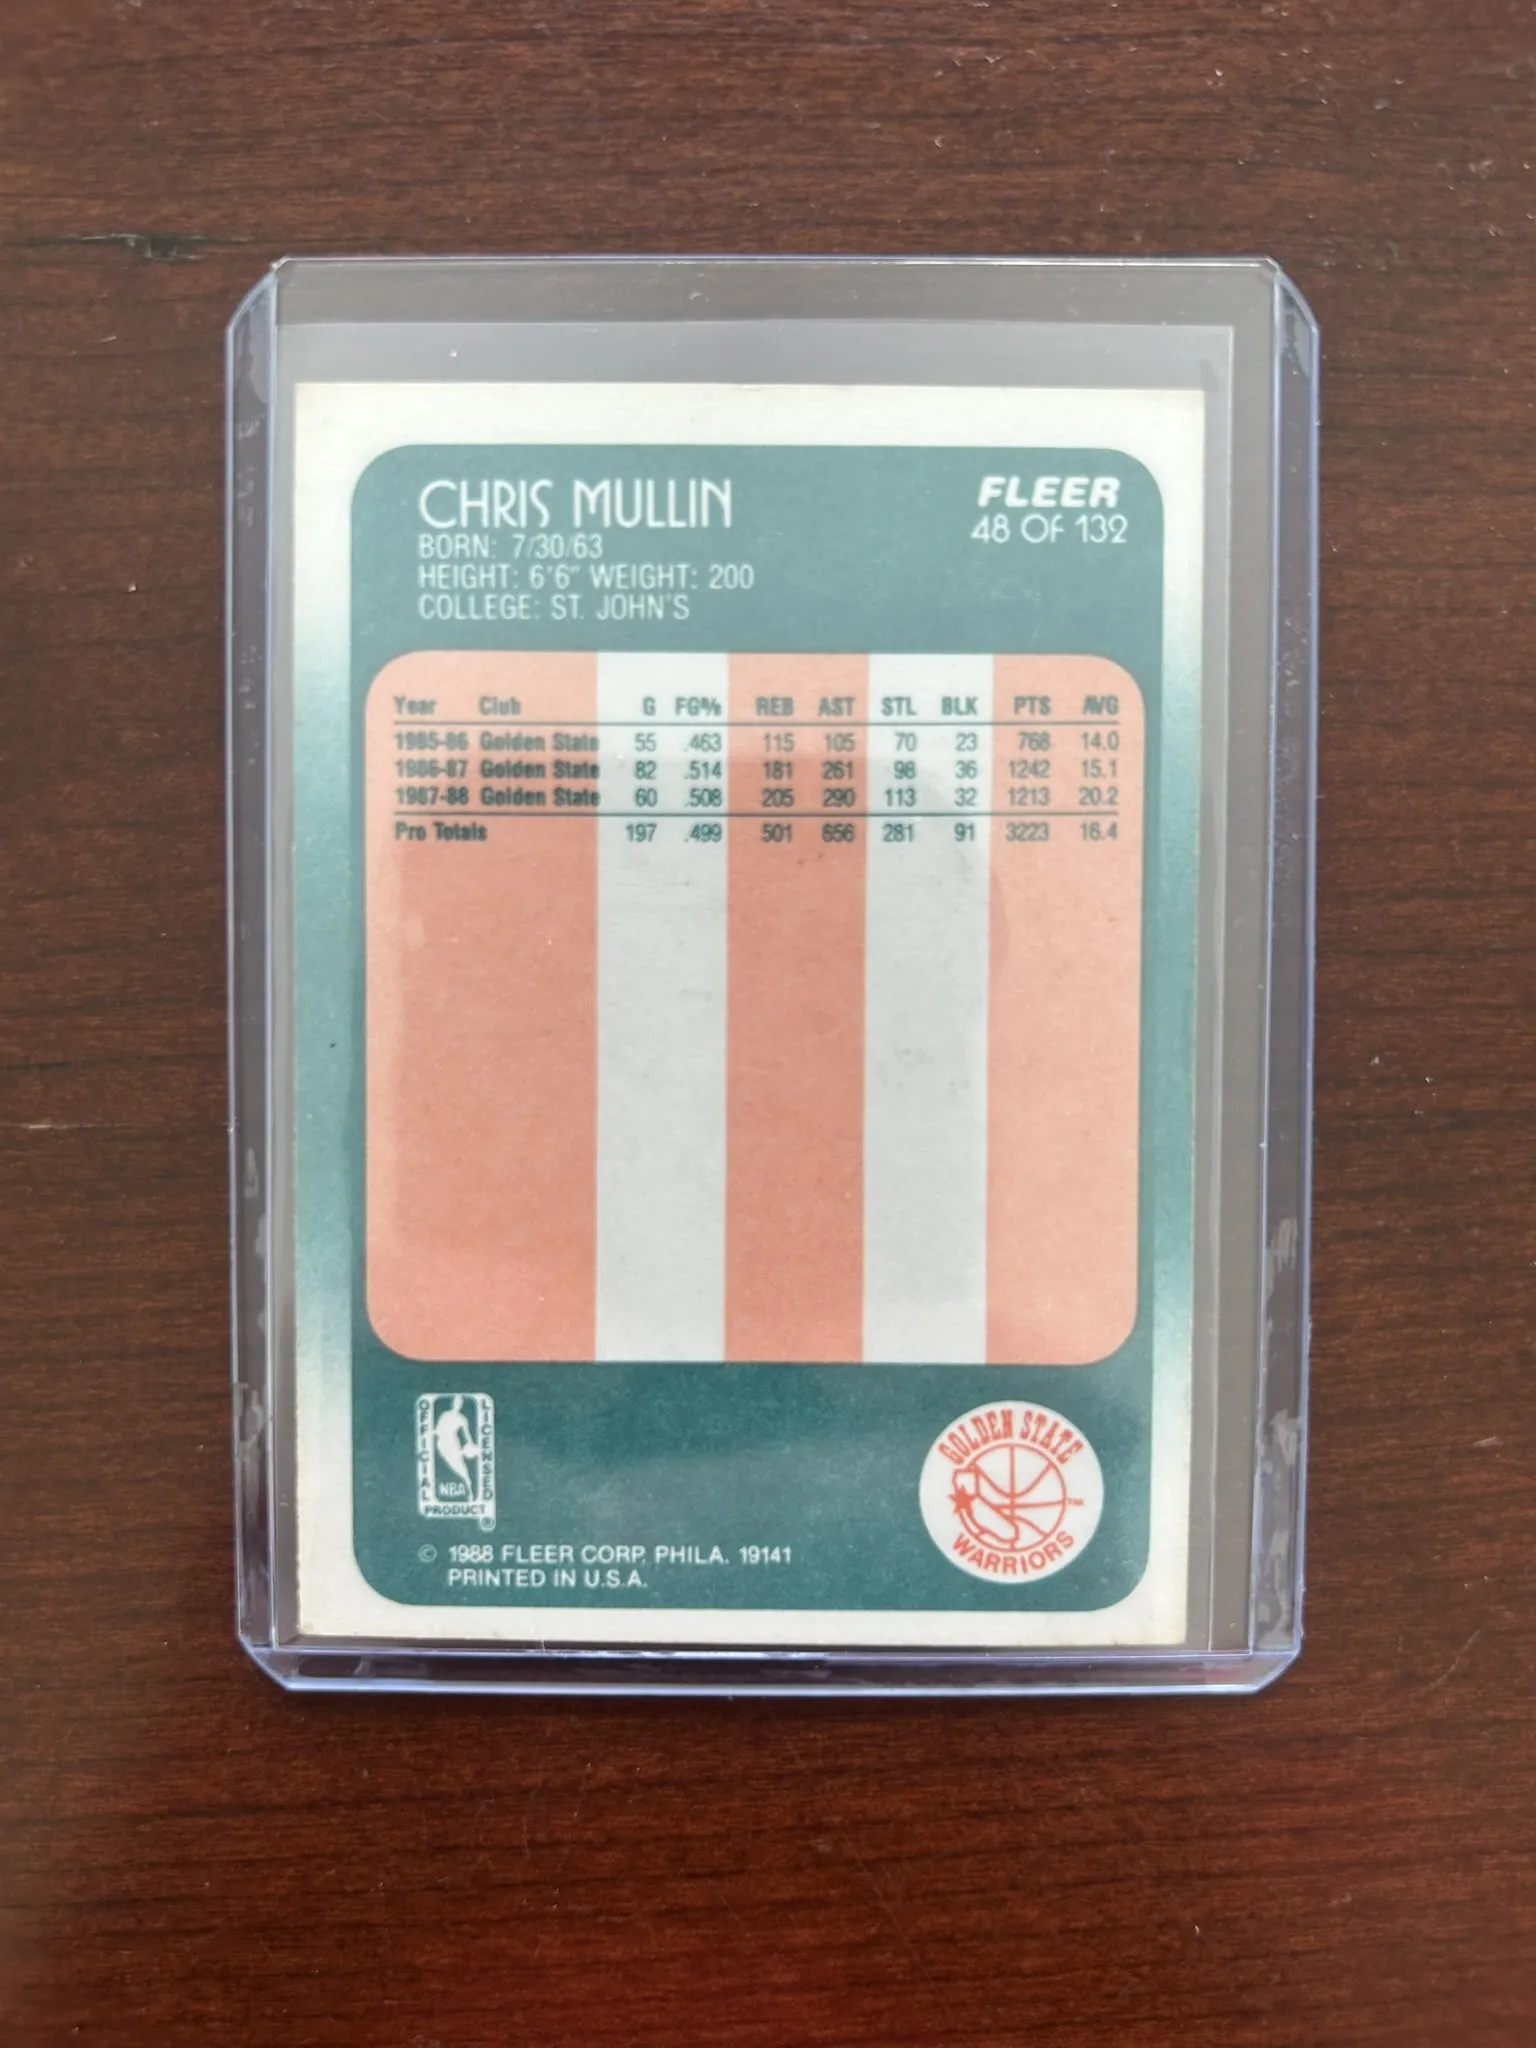 CHRIS MULLIN
FLEER
48 OF 132
BORN: 7/30/63
HEIGHT: 6'6" WEIGHT: 200
COLLEGE: ST. JOHN'S
Year Club G FG% REB AST STL BLK PTS AVG
1985-86 Golden State 55 .463 115 105 70 23 768 14.0
1986-87 Golden State 82 .514 181 261 98 36 1242 15.1
1987-88 Golden State 60 .508 205 290 113 32 1213 20.2
Pro Totals 197 .499 501 656 281 91 3223 16.4
OFFICIAL
LICENSED
NBA
PRODUCT
®
GOLDEN STATE
TM
WARRIORS
© 1988 FLEER CORP. PHILA. 19141
PRINTED IN U.S.A.